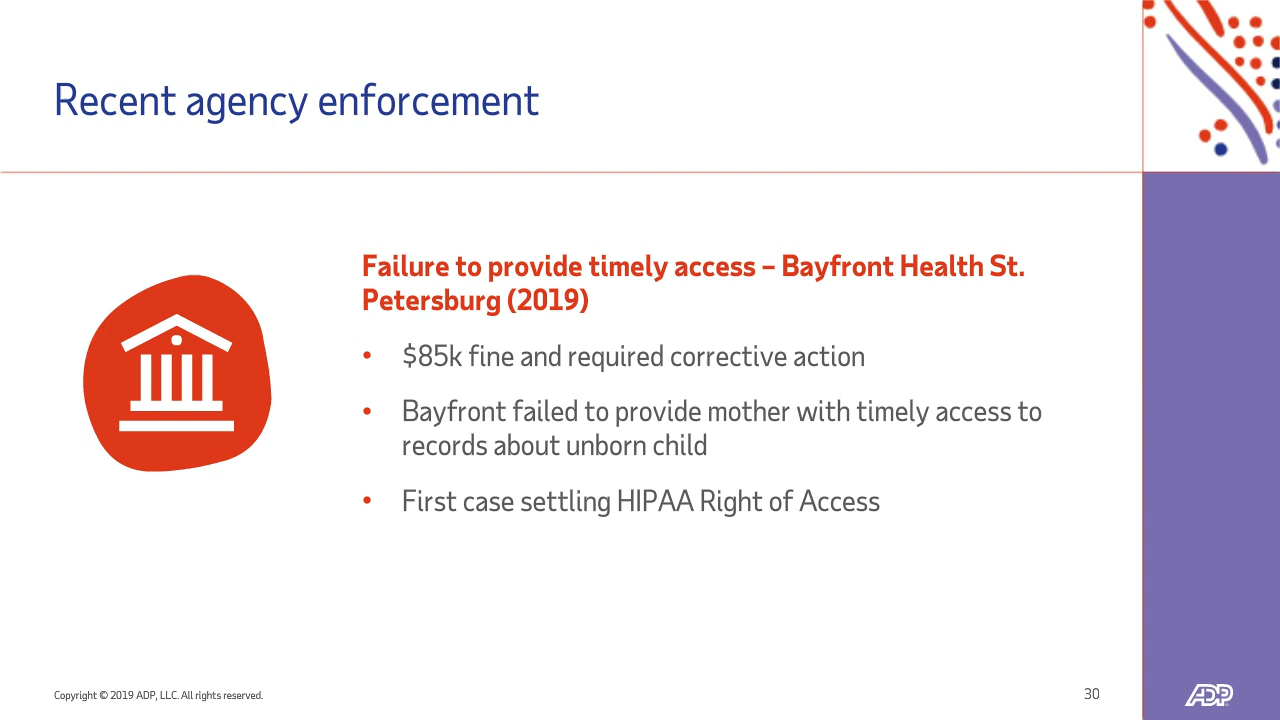 Recent agency enforcement
Failure to provide timely access – Bayfront Health St.
Petersburg (2019)
• $85k fine and required corrective action
• Bayfront failed to provide mother with timely access to
records about unborn child
• First case settling HIPAA Right of Access
Copyright © 2019 ADP, LLC. All rights reserved.
30
ADP